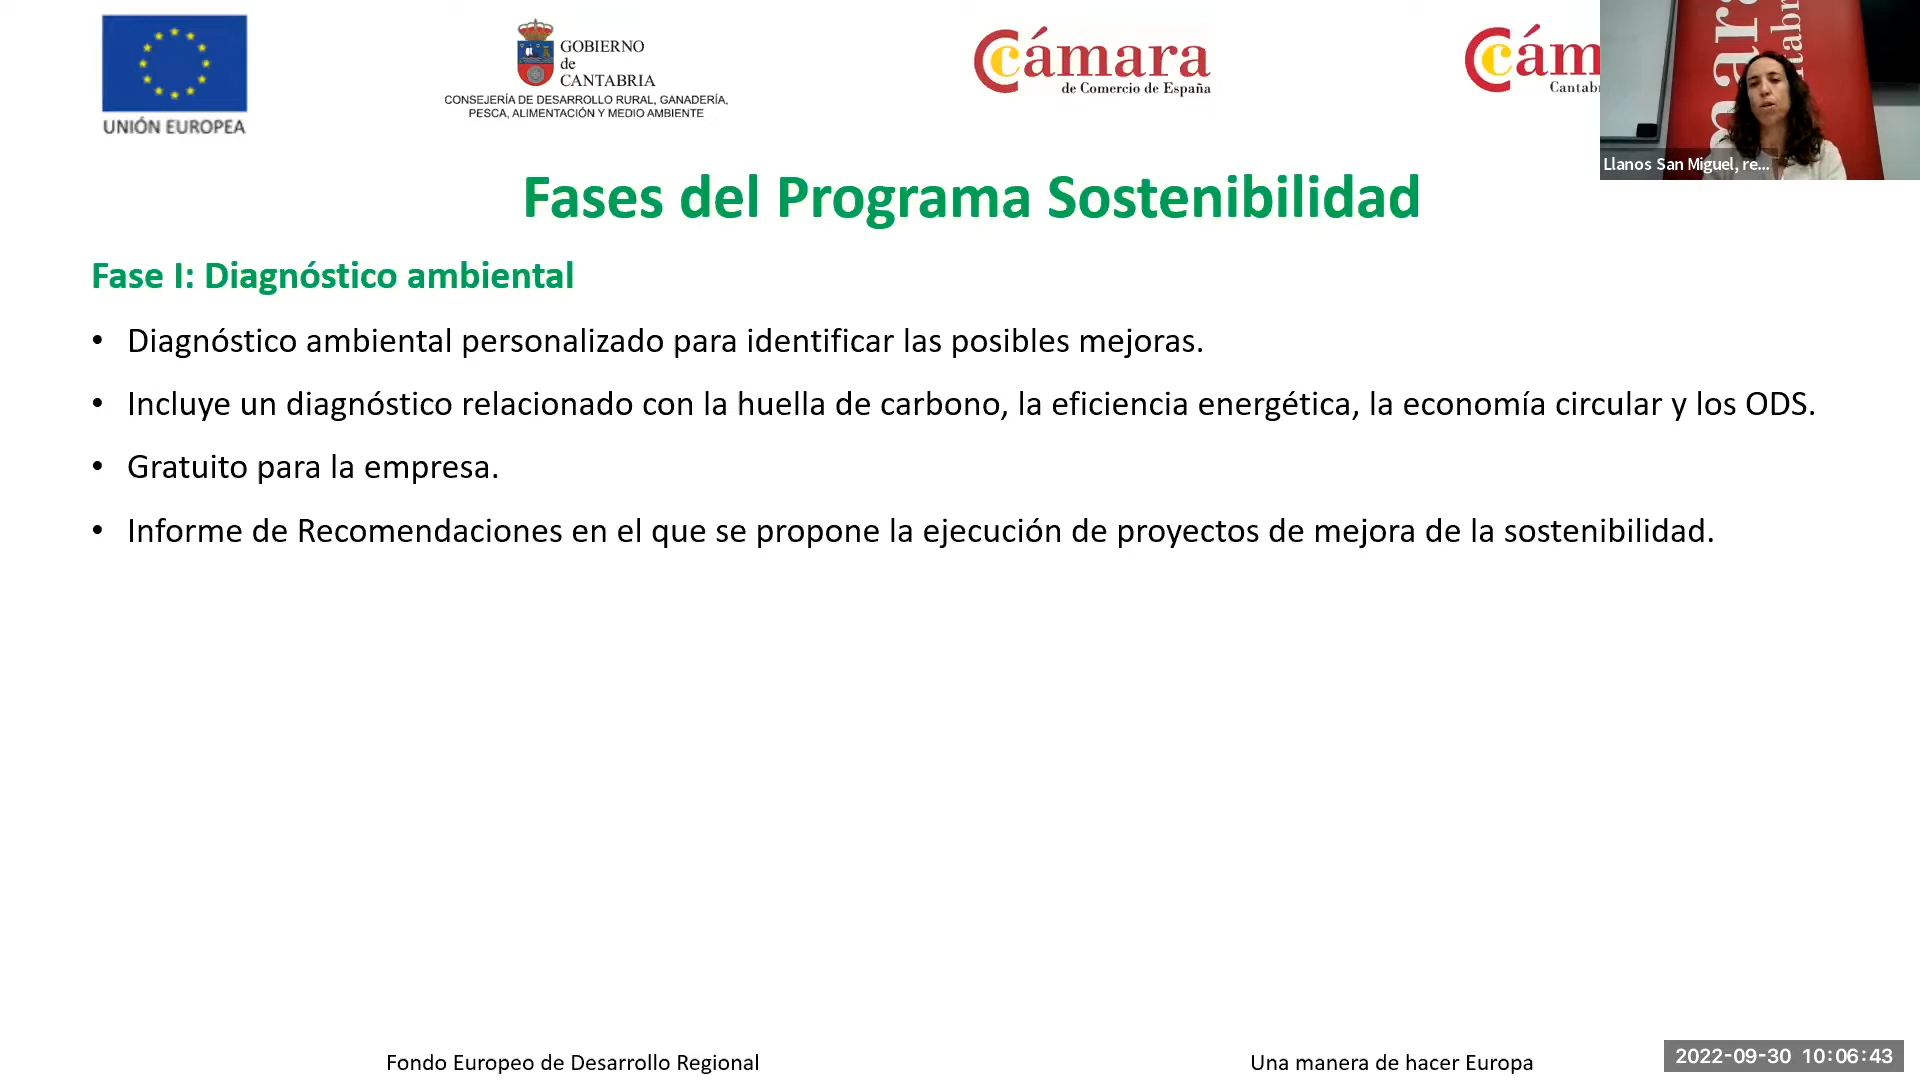 UNIÓN EUROPEA
GOBIERNO
de
CANTABRIA
CONSEJERÍA DE DESARROLLO RURAL, GANADERÍA,
PESCA, ALIMENTACIÓN Y MEDIO AMBIENTE
Cámara
de Comercio de España
Cám
Cantabr
mara
ntabr
Llanos San Miguel, re...
Fases del Programa Sostenibilidad
Fase I: Diagnóstico ambiental
• Diagnóstico ambiental personalizado para identificar las posibles mejoras.
• Incluye un diagnóstico relacionado con la huella de carbono, la eficiencia energética, la economía circular y los ODS.
• Gratuito para la empresa.
• Informe de Recomendaciones en el que se propone la ejecución de proyectos de mejora de la sostenibilidad.
Fondo Europeo de Desarrollo Regional
Una manera de hacer Europa
2022-09-30 10:06:43